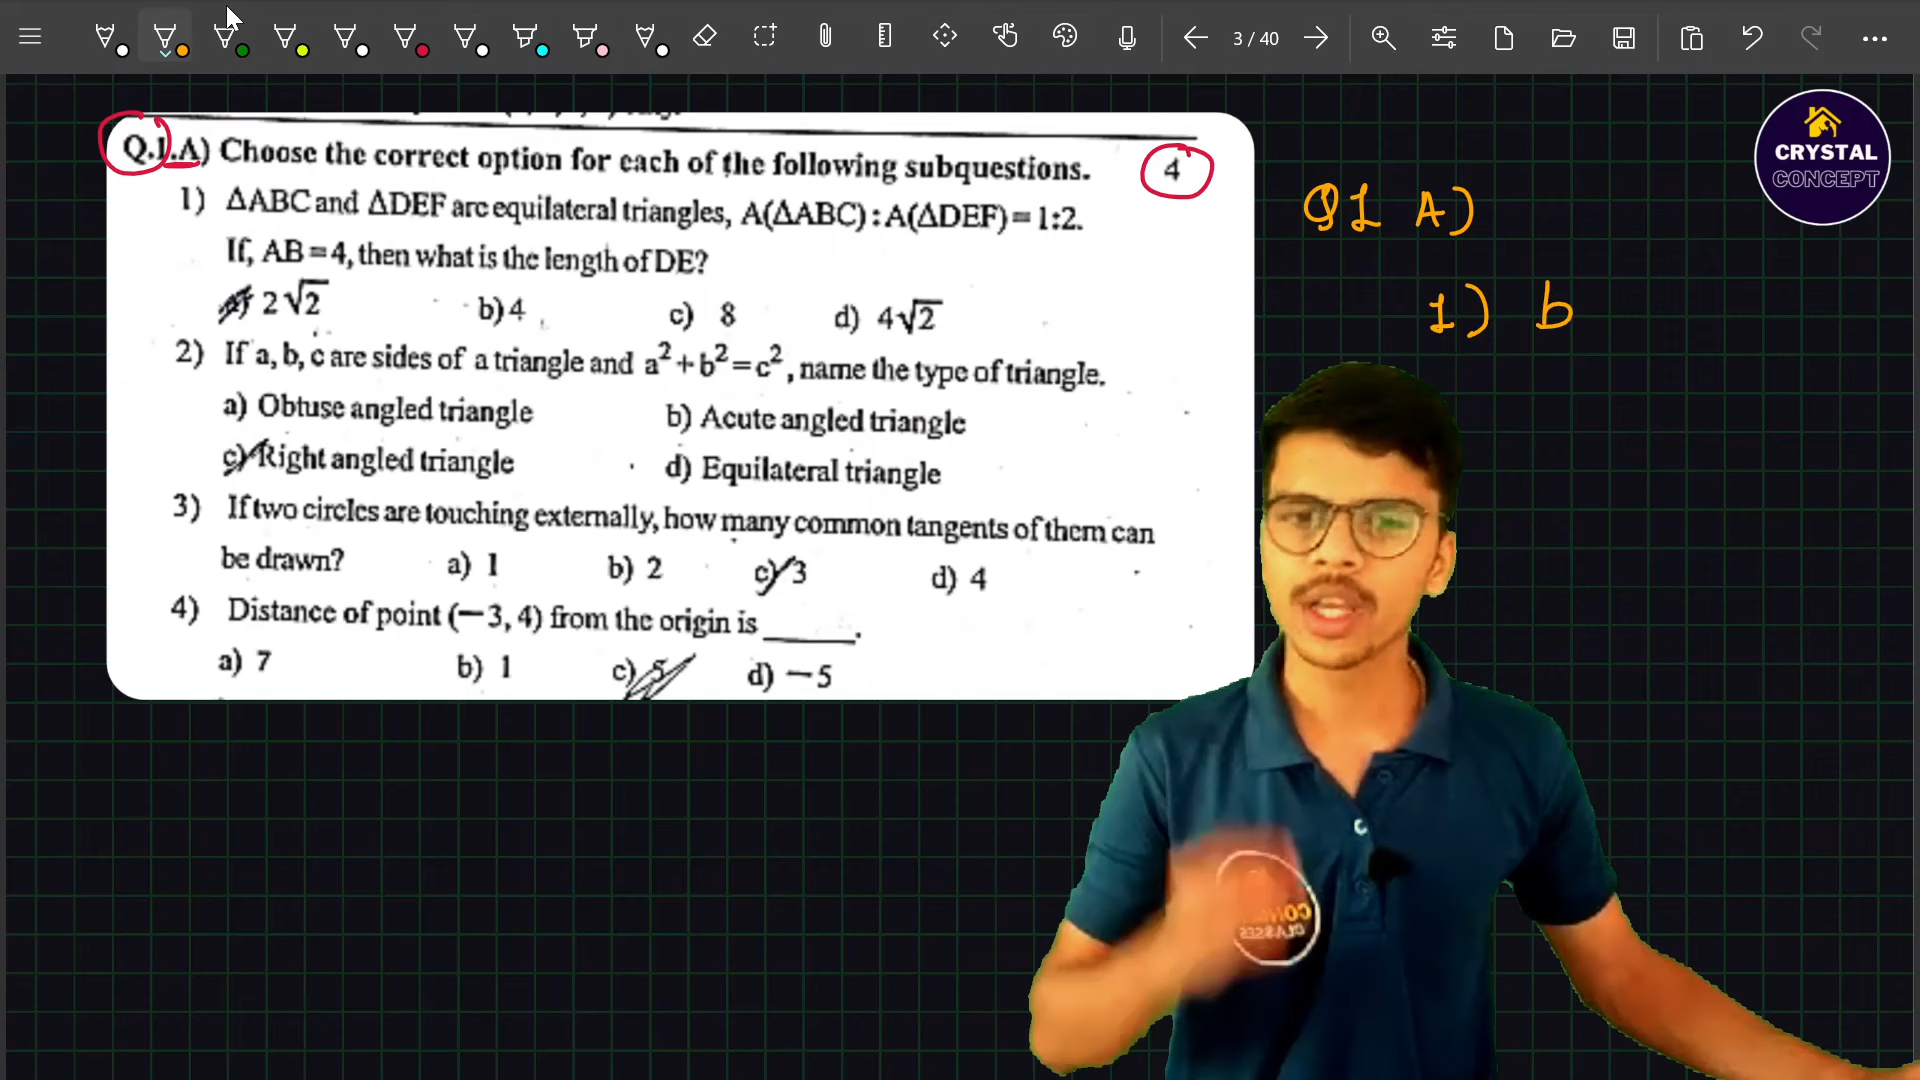 3 / 40
Q.1.A) Choose the correct option for each of the following subquestions. 4
1) ΔABC and ΔDEF are equilateral triangles, A(ΔABC) : A(ΔDEF) = 1:2.
If, AB = 4, then what is the length of DE?
a) 2√2 b) 4 c) 8 d) 4√2
2) If a, b, c are sides of a triangle and a² + b² = c², name the type of triangle.
a) Obtuse angled triangle b) Acute angled triangle
c) Right angled triangle d) Equilateral triangle
3) If two circles are touching externally, how many common tangents of them can
be drawn? a) 1 b) 2 c) 3 d) 4
4) Distance of point (−3, 4) from the origin is ______.
a) 7 b) 1 c) 5 d) −5
Q1 A)
1) b
CRYSTAL
CONCEPT
CLASSES